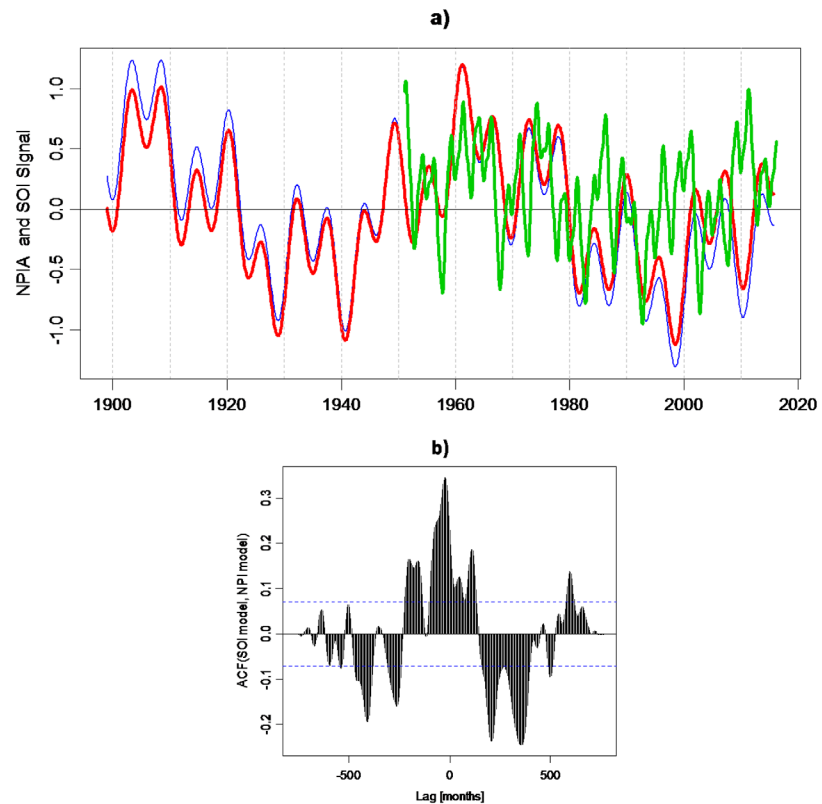 a)
NPIA and SOI Signal
1.0
0.5
0.0
-0.5
-1.0
1900 1920 1940 1960 1980 2000 2020
b)
ACF(SOI model, NPI model)
0.3
0.2
0.1
0.0
-0.1
-0.2
-500 0 500
Lag [months]